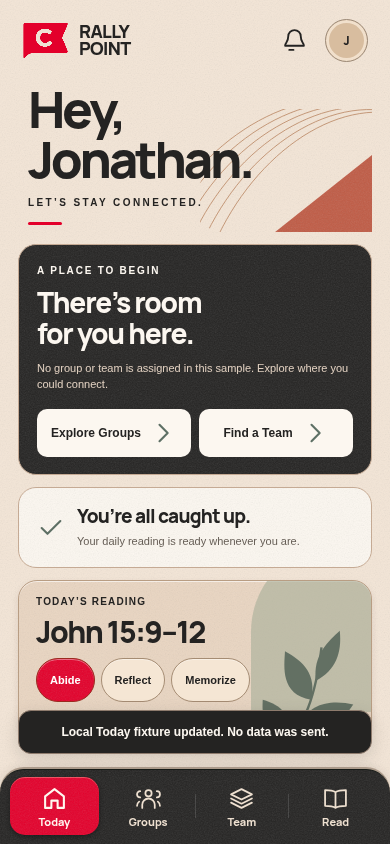 C
RALLY
POINT
J
Hey,
Jonathan.
LET'S STAY CONNECTED.
A PLACE TO BEGIN
There's room
for you here.
No group or team is assigned in this sample. Explore where you
could connect.
Explore Groups
Find a Team
You're all caught up.
Your daily reading is ready whenever you are.
TODAY'S READING
John 15:9–12
Abide
Reflect
Memorize
Local Today fixture updated. No data was sent.
Today
Groups
Team
Read